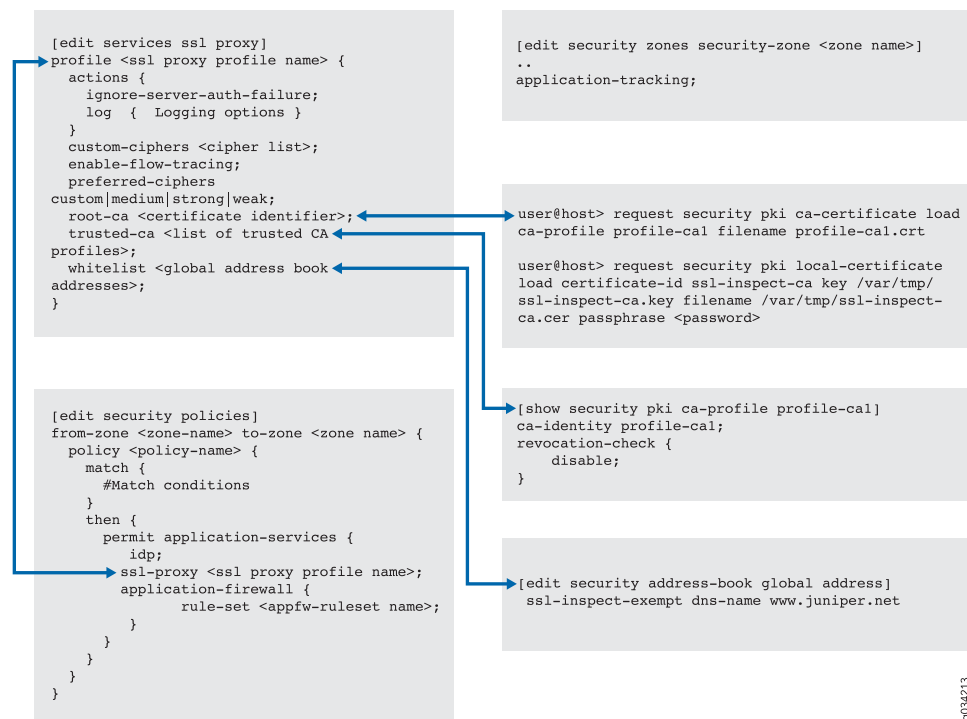 [edit services ssl proxy]
profile <ssl proxy profile name> {
actions {
ignore-server-auth-failure;
log { Logging options }
}
custom-ciphers <cipher list>;
enable-flow-tracing;
preferred-ciphers
custom|medium|strong|weak;
root-ca <certificate identifier>;
trusted-ca <list of trusted CA
profiles>;
whitelist <global address book
addresses>;
}
[edit security policies]
from-zone <zone-name> to-zone <zone name> {
policy <policy-name> {
match {
#Match conditions
}
then {
permit application-services {
idp;
ssl-proxy <ssl proxy profile name>;
application-firewall {
rule-set <appfw-ruleset name>;
}
}
}
}
}
[edit security zones security-zone <zone name>]
..
application-tracking;
user@host> request security pki ca-certificate load
ca-profile profile-ca1 filename profile-ca1.crt
user@host> request security pki local-certificate
load certificate-id ssl-inspect-ca key /var/tmp/
ssl-inspect-ca.key filename /var/tmp/ssl-inspect-
ca.cer passphrase <password>
[show security pki ca-profile profile-ca1]
ca-identity profile-ca1;
revocation-check {
disable;
}
[edit security address-book global address]
ssl-inspect-exempt dns-name www.juniper.net